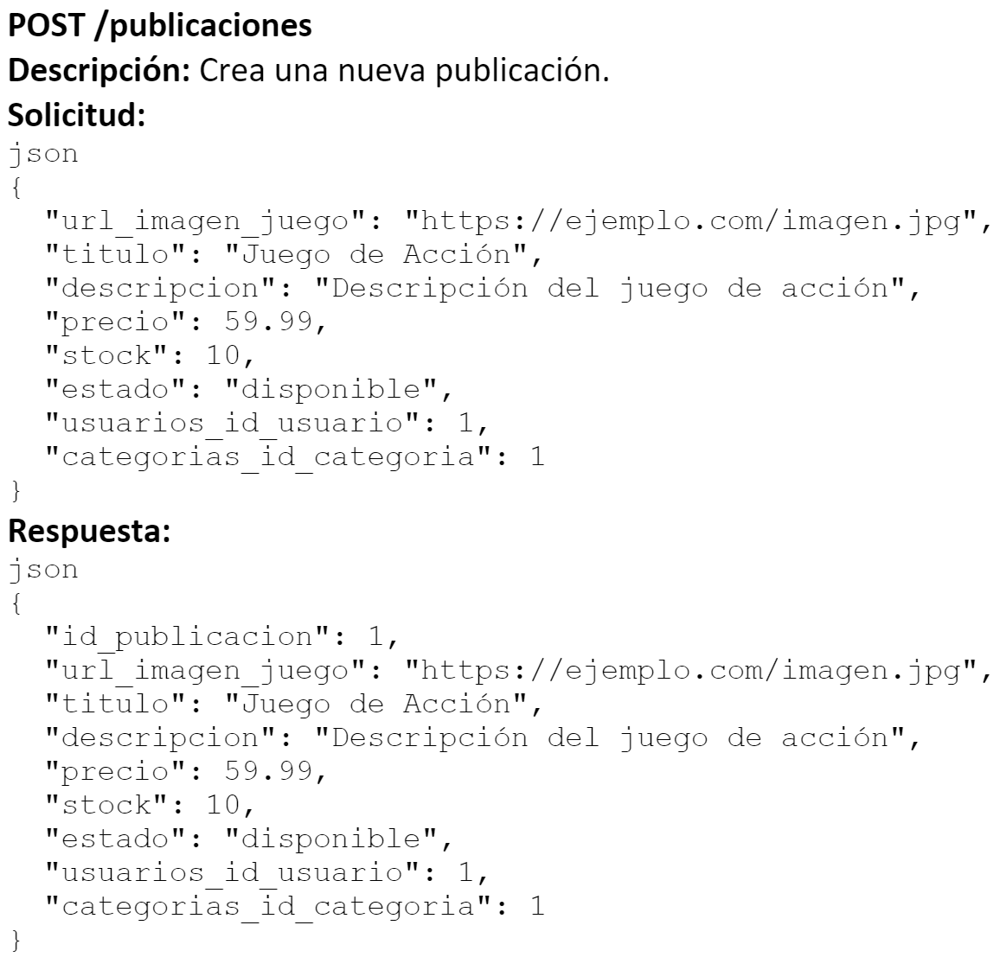 POST /publicaciones
Descripción: Crea una nueva publicación.
Solicitud:
json
{
"url_imagen_juego": "https://ejemplo.com/imagen.jpg",
"titulo": "Juego de Acción",
"descripcion": "Descripción del juego de acción",
"precio": 59.99,
"stock": 10,
"estado": "disponible",
"usuarios_id_usuario": 1,
"categorias_id_categoria": 1
}
Respuesta:
json
{
"id_publicacion": 1,
"url_imagen_juego": "https://ejemplo.com/imagen.jpg",
"titulo": "Juego de Acción",
"descripcion": "Descripción del juego de acción",
"precio": 59.99,
"stock": 10,
"estado": "disponible",
"usuarios_id_usuario": 1,
"categorias_id_categoria": 1
}